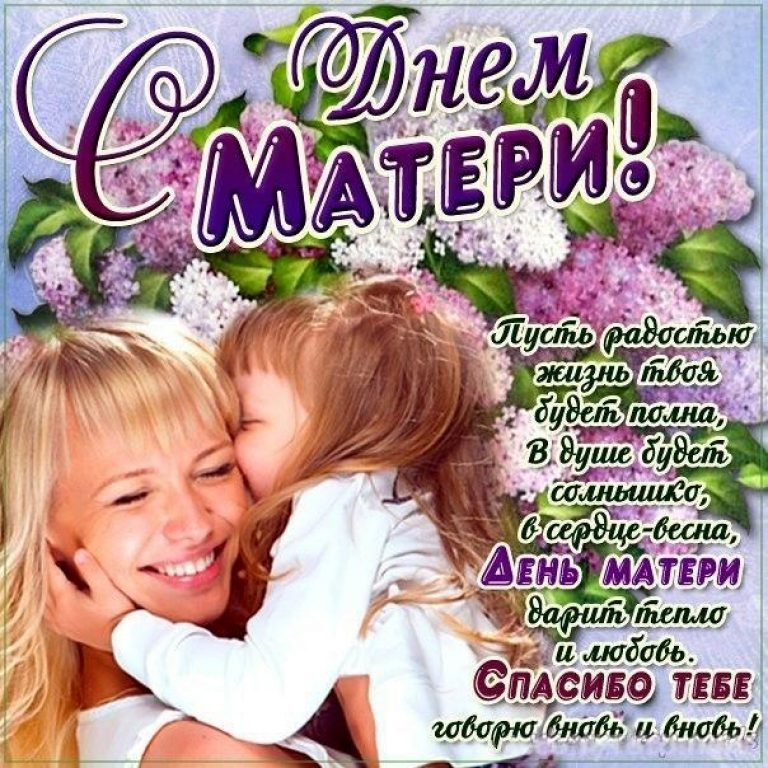 С Днем
Матери!
Пусть радостью
жизнь твоя
будет полна,
В душе будет
солнышко,
в сердце-весна,
День матери
дарит тепло
и любовь.
Спасибо тебе
говорю вновь и вновь!